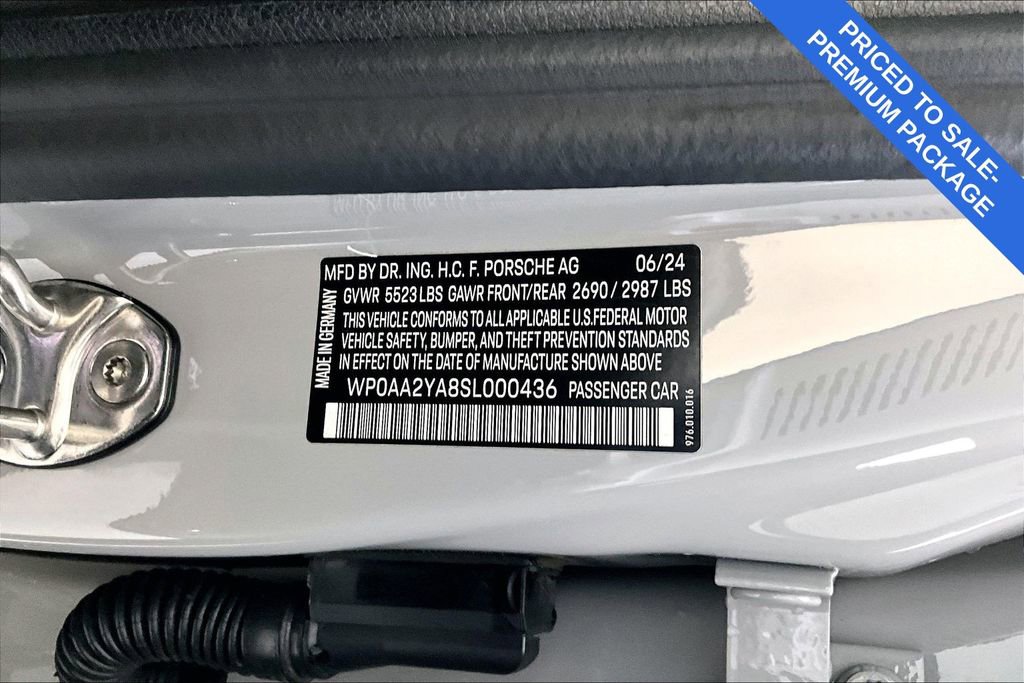 PRICED TO SALE-
PREMIUM PACKAGE
MADE IN GERMANY
MFD BY DR. ING. H.C. F. PORSCHE AG 06/24
GVWR 5523 LBS GAWR FRONT/REAR 2690 / 2987 LBS
THIS VEHICLE CONFORMS TO ALL APPLICABLE U.S.FEDERAL MOTOR
VEHICLE SAFETY, BUMPER, AND THEFT PREVENTION STANDARDS
IN EFFECT ON THE DATE OF MANUFACTURE SHOWN ABOVE
WP0AA2YA8SL000436 PASSENGER CAR
976.010.016